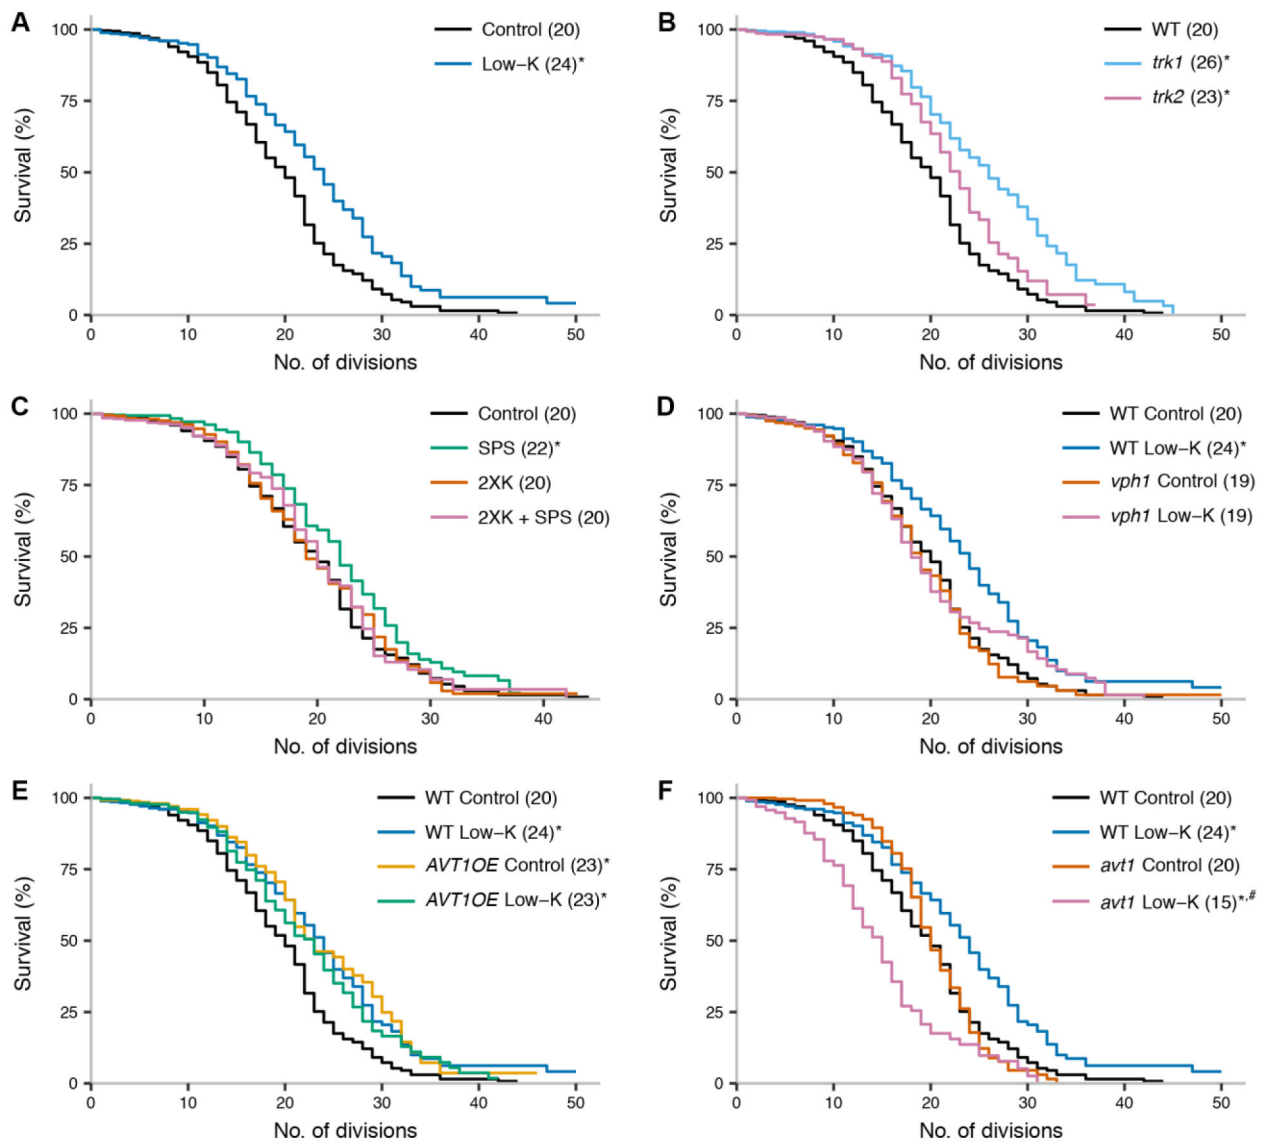 A
Survival (%)
100
75
50
25
0
Control (20)
Low–K (24)*
0 10 20 30 40 50
No. of divisions
B
Survival (%)
100
75
50
25
0
WT (20)
trk1 (26)*
trk2 (23)*
0 10 20 30 40 50
No. of divisions
C
Survival (%)
100
75
50
25
0
Control (20)
SPS (22)*
2XK (20)
2XK + SPS (20)
0 10 20 30 40
No. of divisions
D
Survival (%)
100
75
50
25
0
WT Control (20)
WT Low–K (24)*
vph1 Control (19)
vph1 Low–K (19)
0 10 20 30 40 50
No. of divisions
E
Survival (%)
100
75
50
25
0
WT Control (20)
WT Low–K (24)*
AVT1OE Control (23)*
AVT1OE Low–K (23)*
0 10 20 30 40 50
No. of divisions
F
Survival (%)
100
75
50
25
0
WT Control (20)
WT Low–K (24)*
avt1 Control (20)
avt1 Low–K (15)*,#
0 10 20 30 40 50
No. of divisions